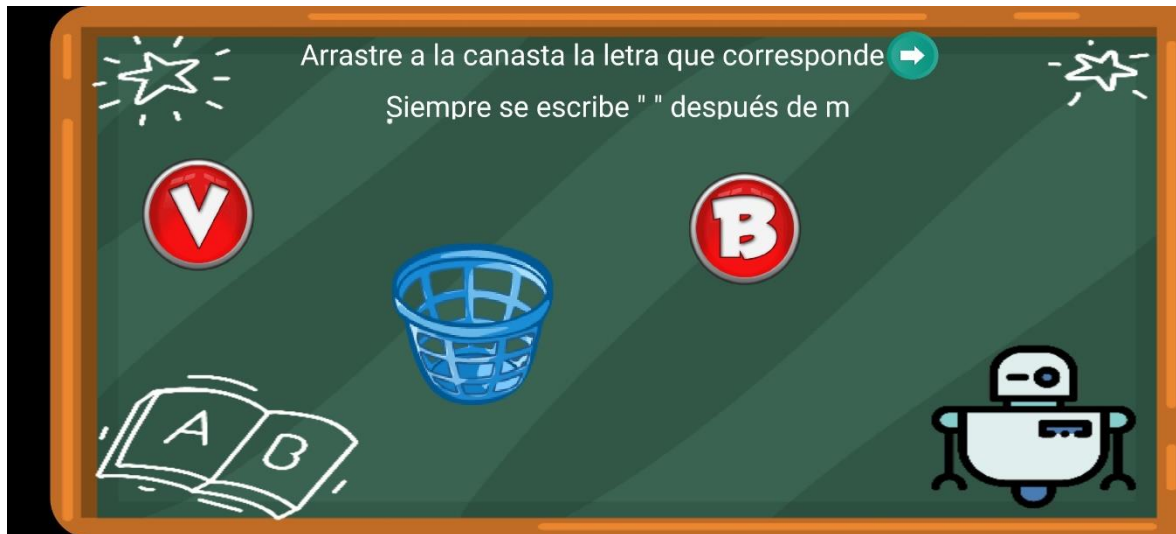 Arrastre a la canasta la letra que corresponde
Siempre se escribe " " después de m
V
B
A B